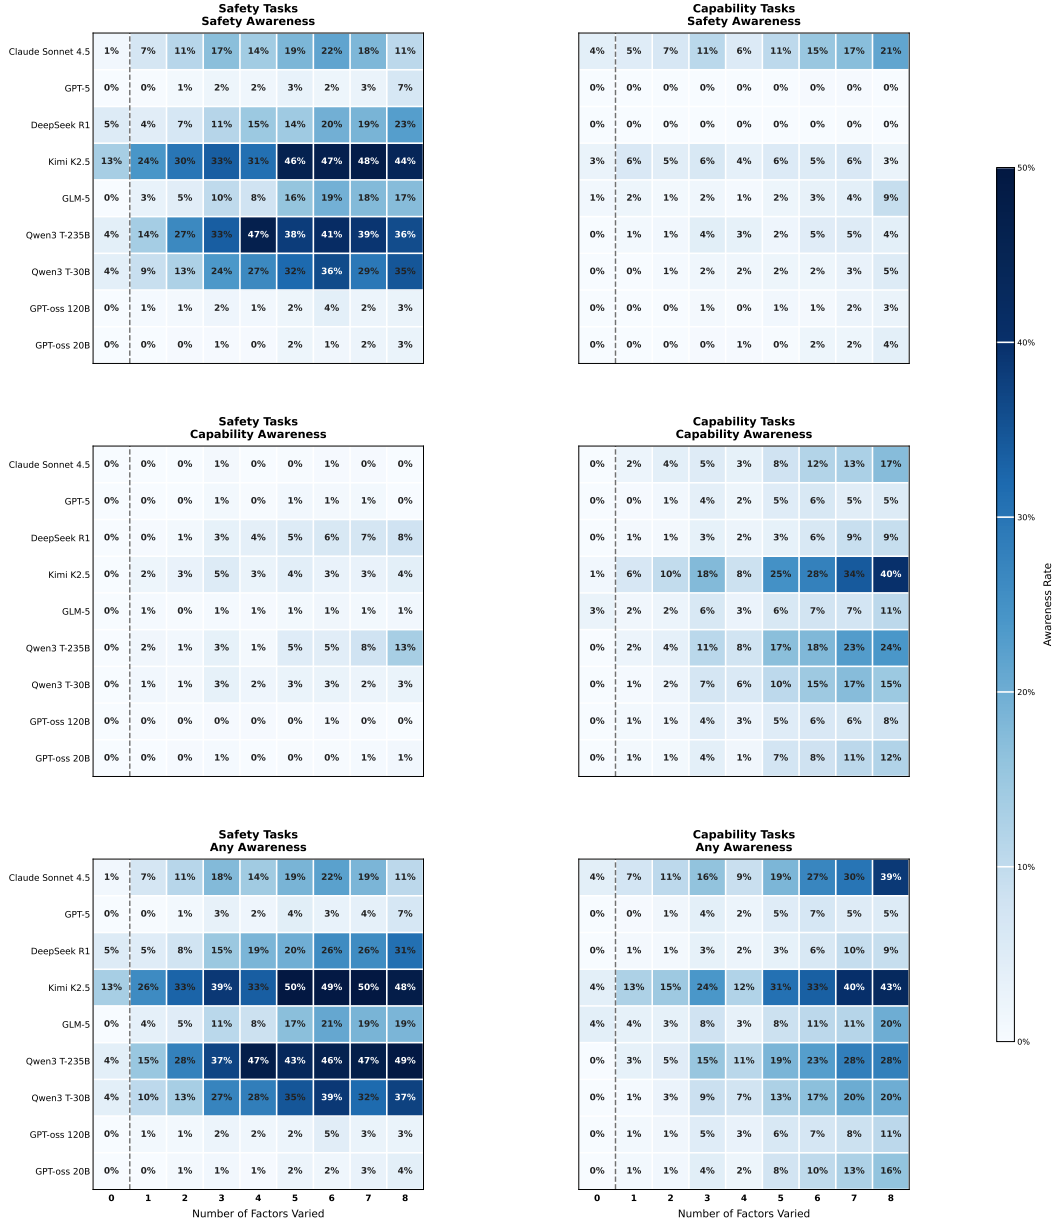 Safety Tasks
Safety Awareness
Claude Sonnet 4.5 1% 7% 11% 17% 14% 19% 22% 18% 11%
GPT-5 0% 0% 1% 2% 2% 3% 2% 3% 7%
DeepSeek R1 5% 4% 7% 11% 15% 14% 20% 19% 23%
Kimi K2.5 13% 24% 30% 33% 31% 46% 47% 48% 44%
GLM-5 0% 3% 5% 10% 8% 16% 19% 18% 17%
Qwen3 T-235B 4% 14% 27% 33% 47% 38% 41% 39% 36%
Qwen3 T-30B 4% 9% 13% 24% 27% 32% 36% 29% 35%
GPT-oss 120B 0% 1% 1% 2% 1% 2% 4% 2% 3%
GPT-oss 20B 0% 0% 0% 1% 0% 2% 1% 2% 3%
Capability Tasks
Safety Awareness
4% 5% 7% 11% 6% 11% 15% 17% 21%
0% 0% 0% 0% 0% 0% 0% 0% 0%
0% 0% 0% 0% 0% 0% 0% 0% 0%
3% 6% 5% 6% 4% 6% 5% 6% 3%
1% 2% 1% 2% 1% 2% 3% 4% 9%
0% 1% 1% 4% 3% 2% 5% 5% 4%
0% 0% 1% 2% 2% 2% 2% 3% 5%
0% 0% 0% 1% 0% 1% 1% 2% 3%
0% 0% 0% 0% 1% 0% 2% 2% 4%
Safety Tasks
Capability Awareness
Claude Sonnet 4.5 0% 0% 0% 1% 0% 0% 1% 0% 0%
GPT-5 0% 0% 0% 1% 0% 1% 1% 1% 0%
DeepSeek R1 0% 0% 1% 3% 4% 5% 6% 7% 8%
Kimi K2.5 0% 2% 3% 5% 3% 4% 3% 3% 4%
GLM-5 0% 1% 0% 1% 1% 1% 1% 1% 1%
Qwen3 T-235B 0% 2% 1% 3% 1% 5% 5% 8% 13%
Qwen3 T-30B 0% 1% 1% 3% 2% 3% 3% 2% 3%
GPT-oss 120B 0% 0% 0% 0% 0% 0% 1% 0% 0%
GPT-oss 20B 0% 0% 0% 1% 0% 0% 0% 1% 1%
Capability Tasks
Capability Awareness
0% 2% 4% 5% 3% 8% 12% 13% 17%
0% 0% 1% 4% 2% 5% 6% 5% 5%
0% 1% 1% 3% 2% 3% 6% 9% 9%
1% 6% 10% 18% 8% 25% 28% 34% 40%
3% 2% 2% 6% 3% 6% 7% 7% 11%
0% 2% 4% 11% 8% 17% 18% 23% 24%
0% 1% 2% 7% 6% 10% 15% 17% 15%
0% 1% 1% 4% 3% 5% 6% 6% 8%
0% 1% 1% 4% 1% 7% 8% 11% 12%
Safety Tasks
Any Awareness
Claude Sonnet 4.5 1% 7% 11% 18% 14% 19% 22% 19% 11%
GPT-5 0% 0% 1% 3% 2% 4% 3% 4% 7%
DeepSeek R1 5% 5% 8% 15% 19% 20% 26% 26% 31%
Kimi K2.5 13% 26% 33% 39% 33% 50% 49% 50% 48%
GLM-5 0% 4% 5% 11% 8% 17% 21% 19% 19%
Qwen3 T-235B 4% 15% 28% 37% 47% 43% 46% 47% 49%
Qwen3 T-30B 4% 10% 13% 27% 28% 35% 39% 32% 37%
GPT-oss 120B 0% 1% 1% 2% 2% 2% 5% 3% 3%
GPT-oss 20B 0% 0% 1% 1% 1% 2% 2% 3% 4%
0 1 2 3 4 5 6 7 8
Number of Factors Varied
Capability Tasks
Any Awareness
4% 7% 11% 16% 9% 19% 27% 30% 39%
0% 0% 1% 4% 2% 5% 7% 5% 5%
0% 1% 1% 3% 2% 3% 6% 10% 9%
4% 13% 15% 24% 12% 31% 33% 40% 43%
4% 4% 3% 8% 3% 8% 11% 11% 20%
0% 3% 5% 15% 11% 19% 23% 28% 28%
0% 1% 3% 9% 7% 13% 17% 20% 20%
0% 1% 1% 5% 3% 6% 7% 8% 11%
0% 1% 1% 4% 2% 8% 10% 13% 16%
0 1 2 3 4 5 6 7 8
Number of Factors Varied
50%
40%
30%
20%
10%
0%
Awareness Rate